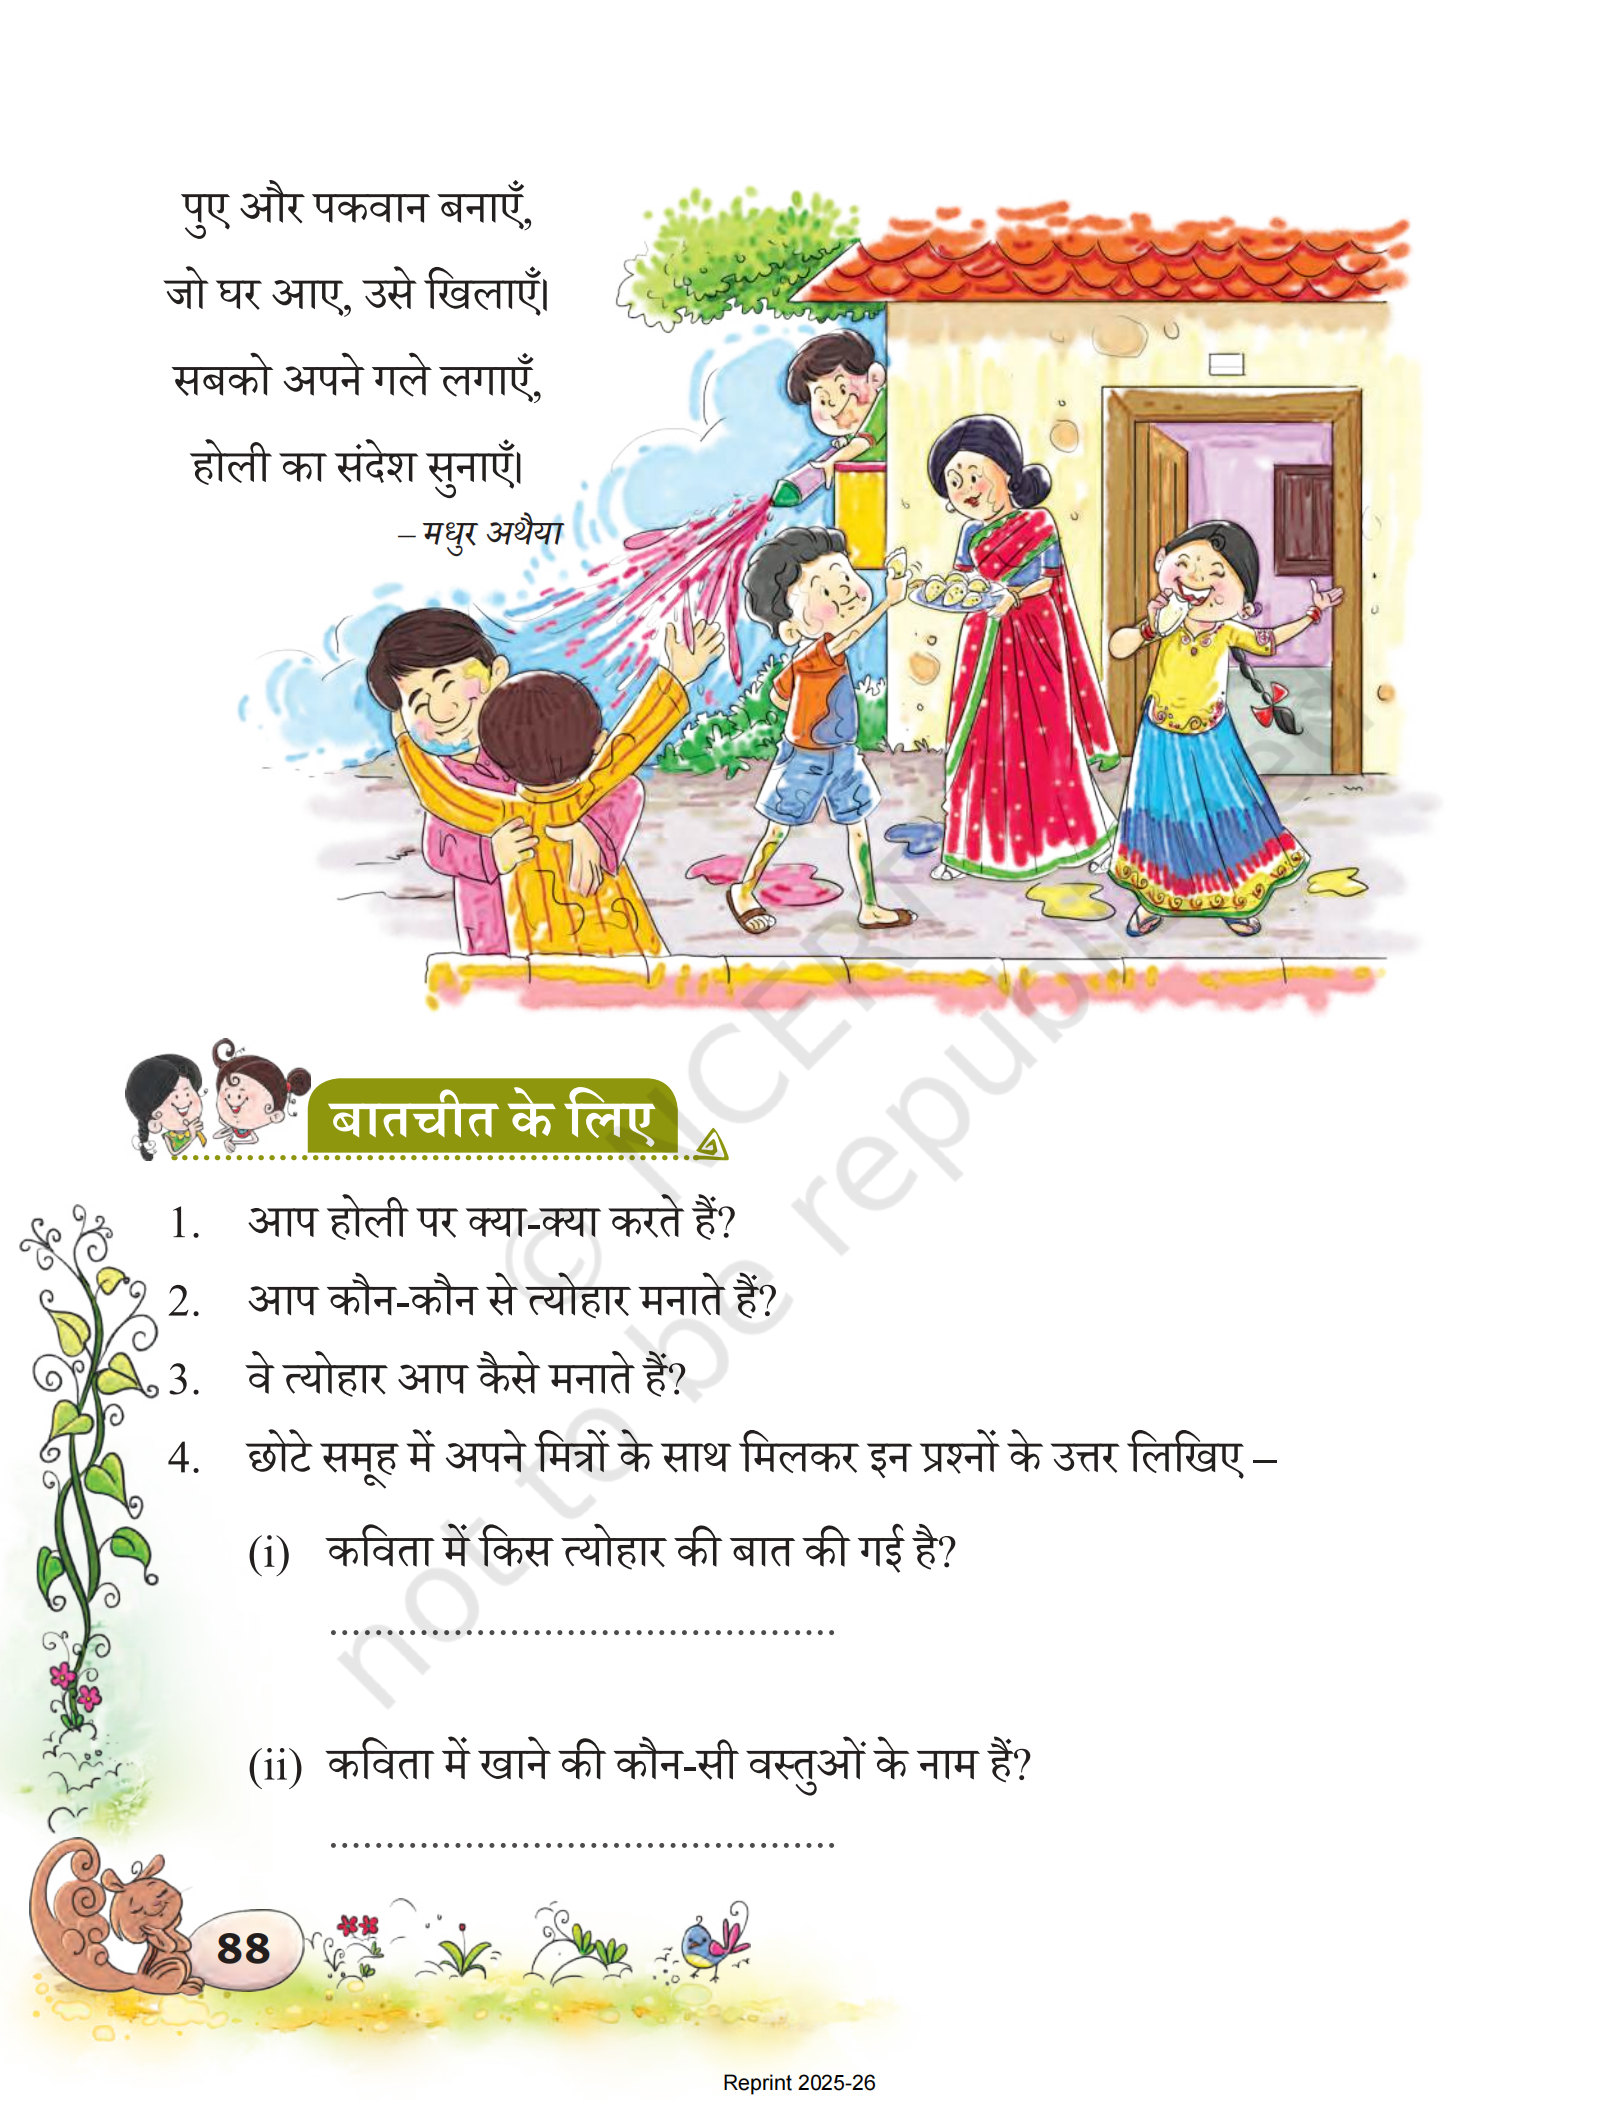 पुए और पकवान बनाएँ,
जो घर आए, उसे खिलाएँ।
सबको अपने गले लगाएँ,
होली का संदेश सुनाएँ।
– मधुर अथैया
बातचीत के लिए
1. आप होली पर क्या-क्या करते हैं?
2. आप कौन-कौन से त्योहार मनाते हैं?
3. वे त्योहार आप कैसे मनाते हैं?
4. छोटे समूह में अपने मित्रों के साथ मिलकर इन प्रश्नों के उत्तर लिखिए –
(i) कविता में किस त्योहार की बात की गई है?
............................................
(ii) कविता में खाने की कौन-सी वस्तुओं के नाम हैं?
............................................
88
© NCERT
not to be republished
Reprint 2025-26